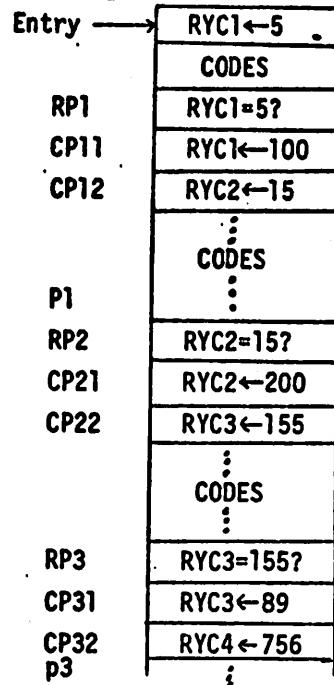 Entry → RYC1←5
CODES
RP1 RYC1=5?
CP11 RYC1←100
CP12 RYC2←15
CODES
P1
RP2 RYC2=15?
CP21 RYC2←200
CP22 RYC3←155
CODES
RP3 RYC3=155?
CP31 RYC3←89
CP32 RYC4←756
p3